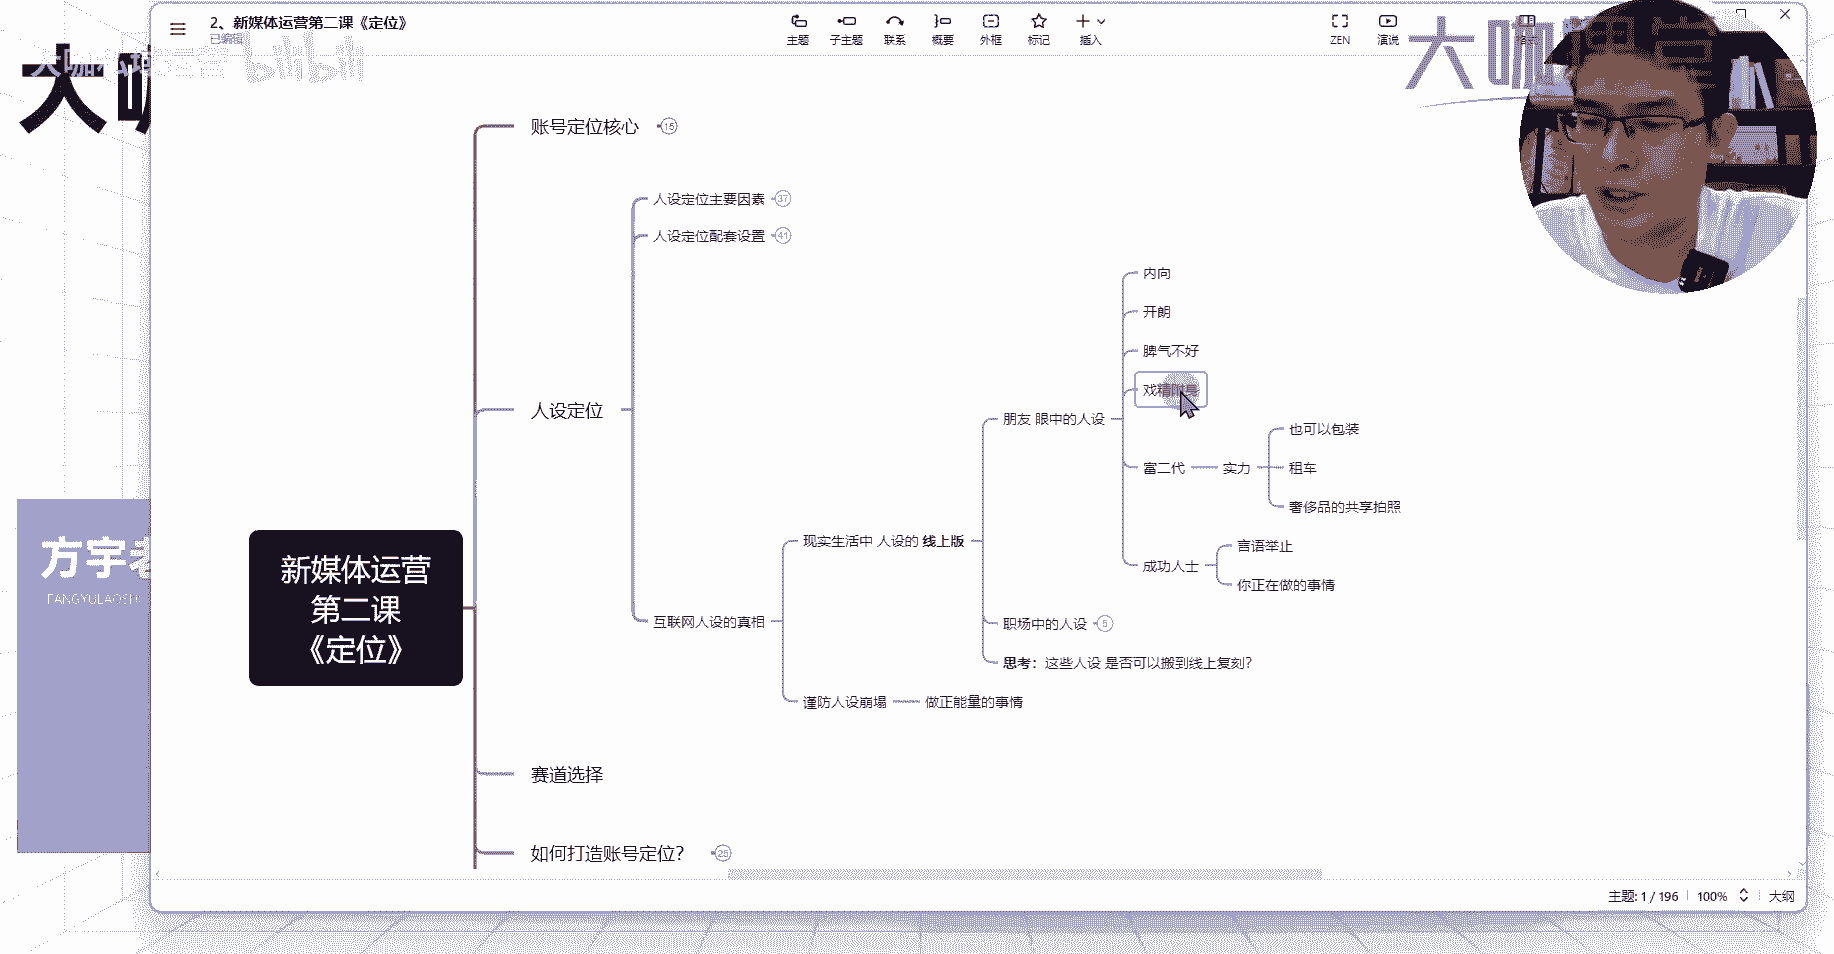 2、新媒体运营第二课《定位》
已编辑
主题
子主题
联系
概要
外框
标记
插入
ZEN
演说
格式
大咖课堂
bilibili
账号定位核心 15
人设定位主要因素 37
人设定位配套设置 41
内向
开朗
脾气不好
戏精附身
人设定位
朋友 眼中的人设
也可以包装
富二代
实力
租车
奢侈品的共享拍照
现实生活中 人设的 线上版
言语举止
成功人士
你正在做的事情
互联网人设的真相
职场中的人设 5
思考：这些人设 是否可以搬到线上复刻？
谨防人设崩塌
做正能量的事情
新媒体运营
第二课
《定位》
赛道选择
如何打造账号定位？ 25
方宇老
FANGYULAOSH
主题: 1 / 196
100%
大纲